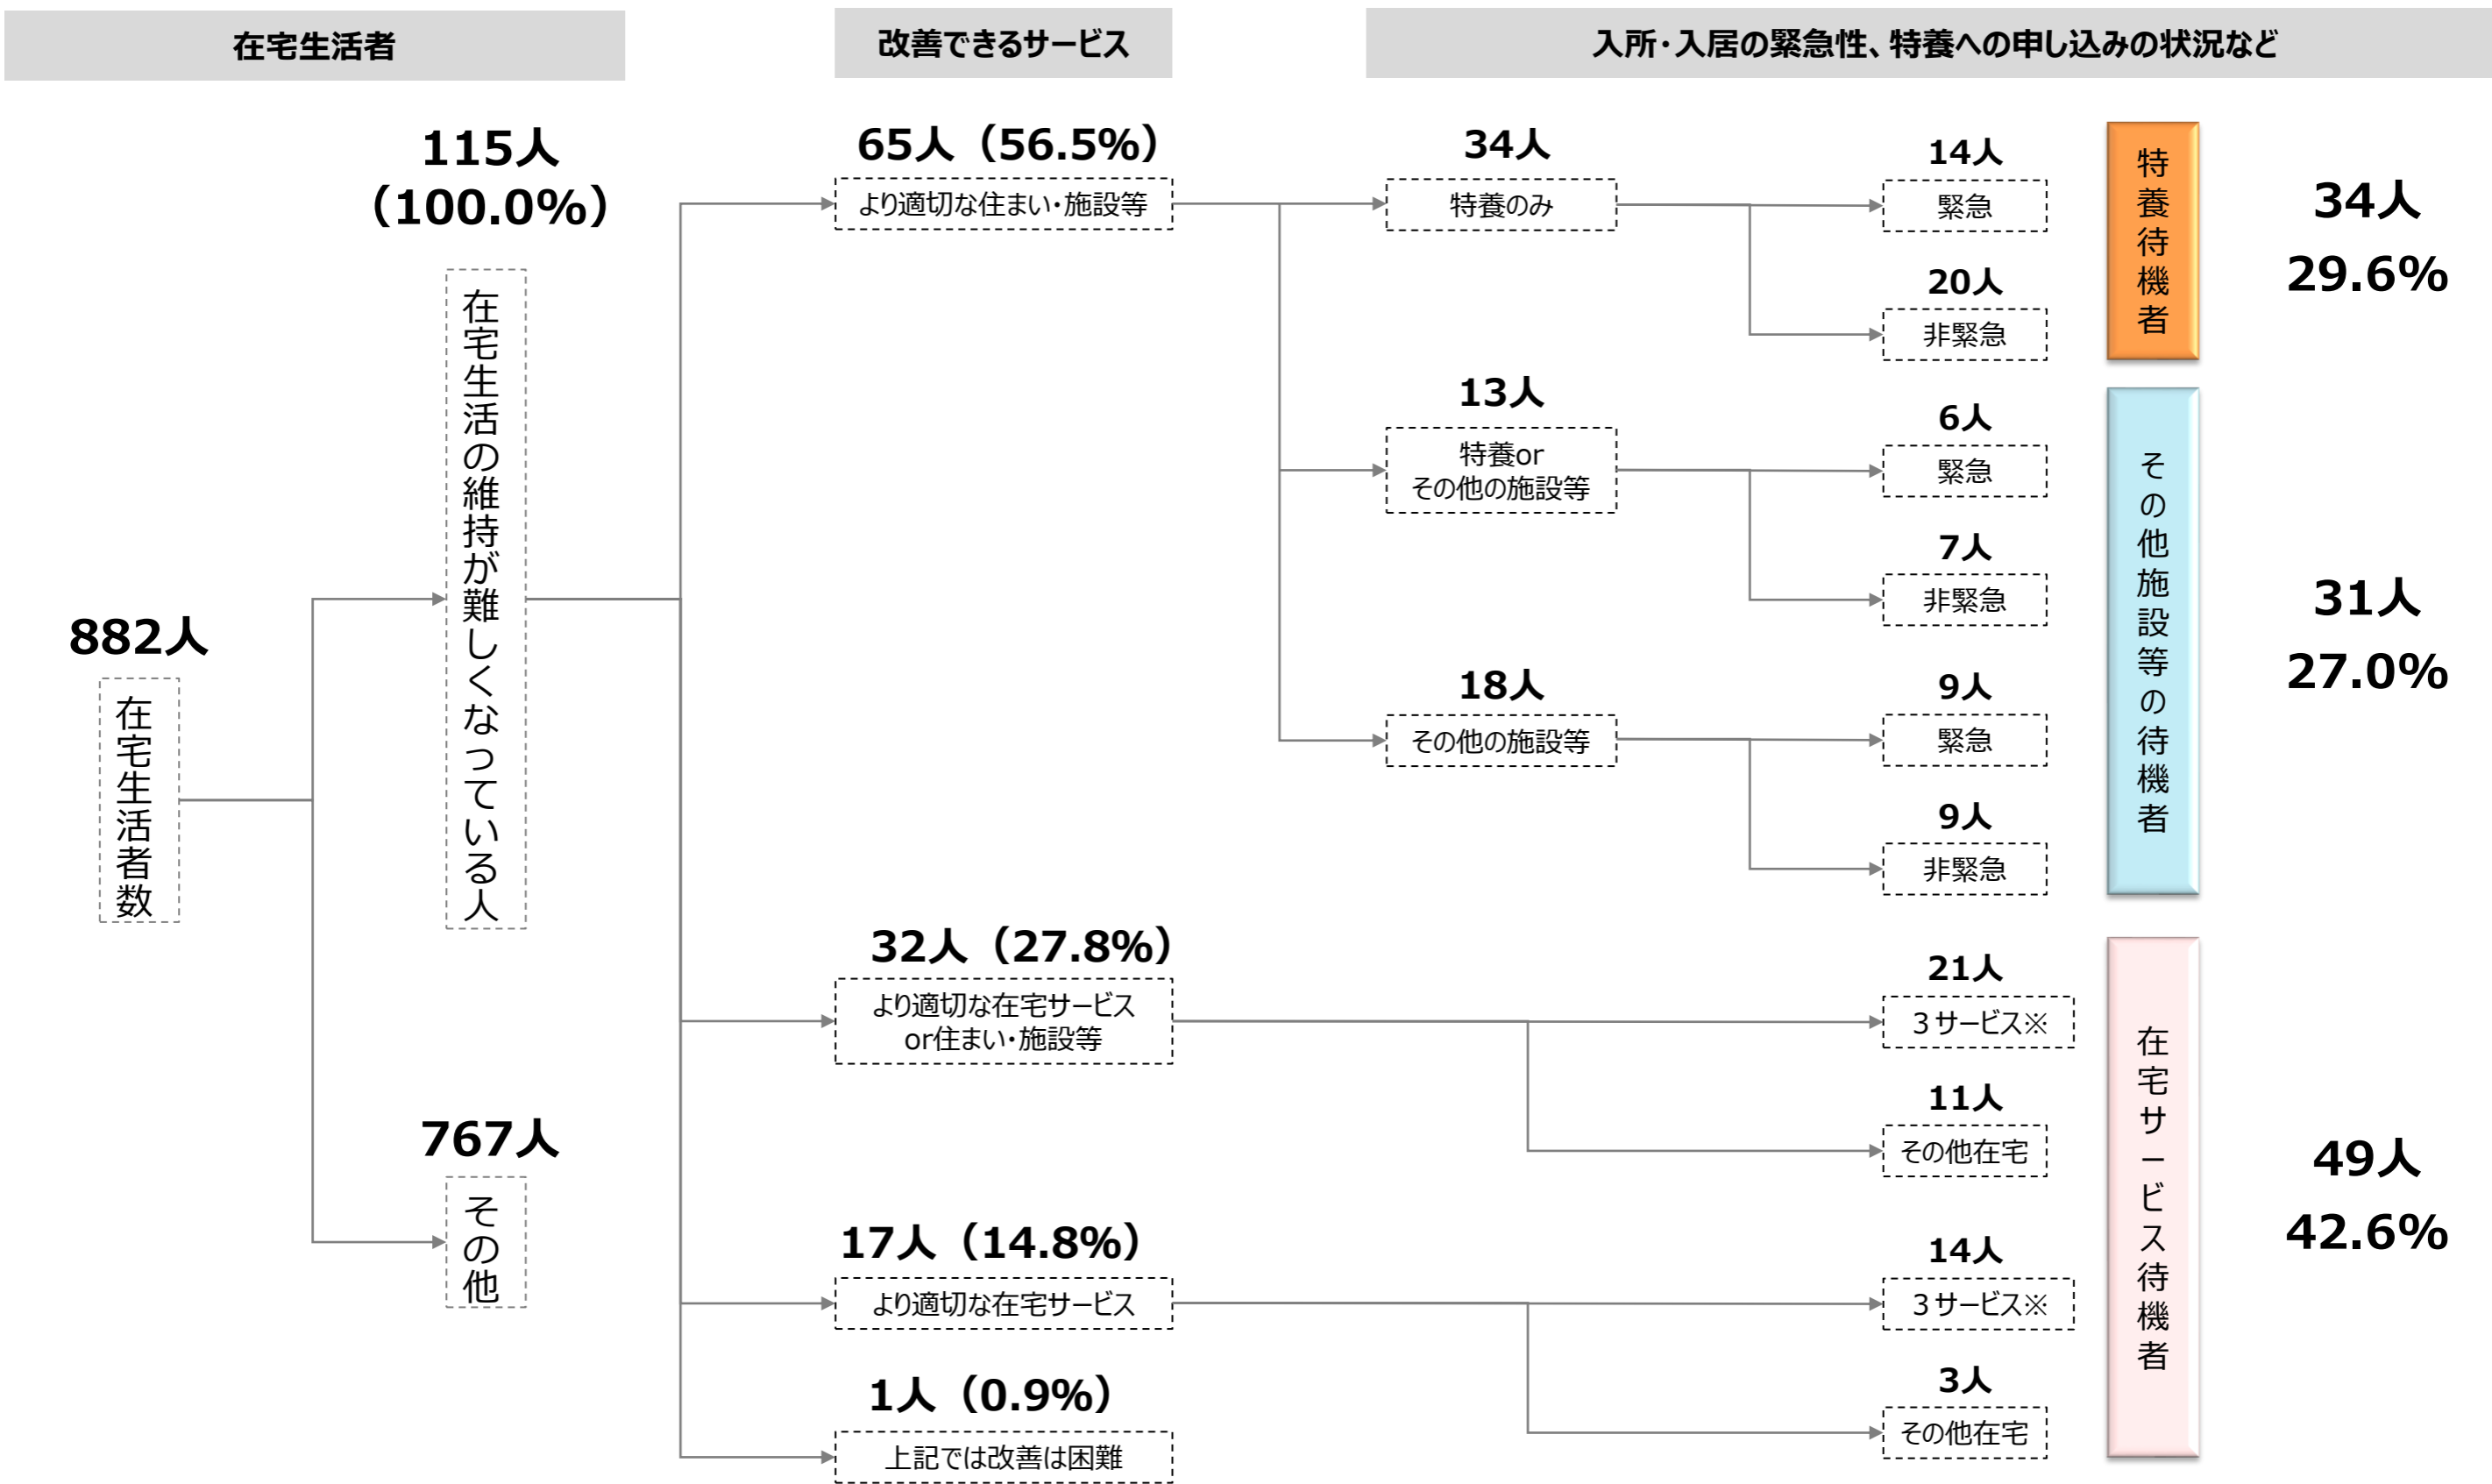 在宅生活者
改善できるサービス
入所・入居の緊急性、特養への申し込みの状況など
882人
在宅生活者数
115人
（100.0%）
在宅生活の維持が難しくなっている人
767人
その他
65人（56.5%）
より適切な住まい・施設等
34人
特養のみ
14人
緊急
20人
非緊急
13人
特養or
その他の施設等
6人
緊急
7人
非緊急
18人
その他の施設等
9人
緊急
9人
非緊急
32人（27.8%）
より適切な在宅サービス
or住まい・施設等
21人
３サービス※
11人
その他在宅
17人（14.8%）
より適切な在宅サービス
14人
３サービス※
3人
その他在宅
1人（0.9%）
上記では改善は困難
特養待機者
34人
29.6%
その他施設等の待機者
31人
27.0%
在宅サービス待機者
49人
42.6%